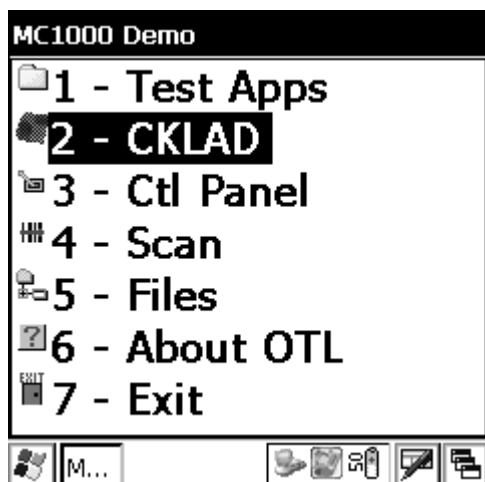 MC1000 Demo
1 - Test Apps
2 - CKLAD
3 - Ctl Panel
4 - Scan
5 - Files
6 - About OTL
EXIT
7 - Exit
M...